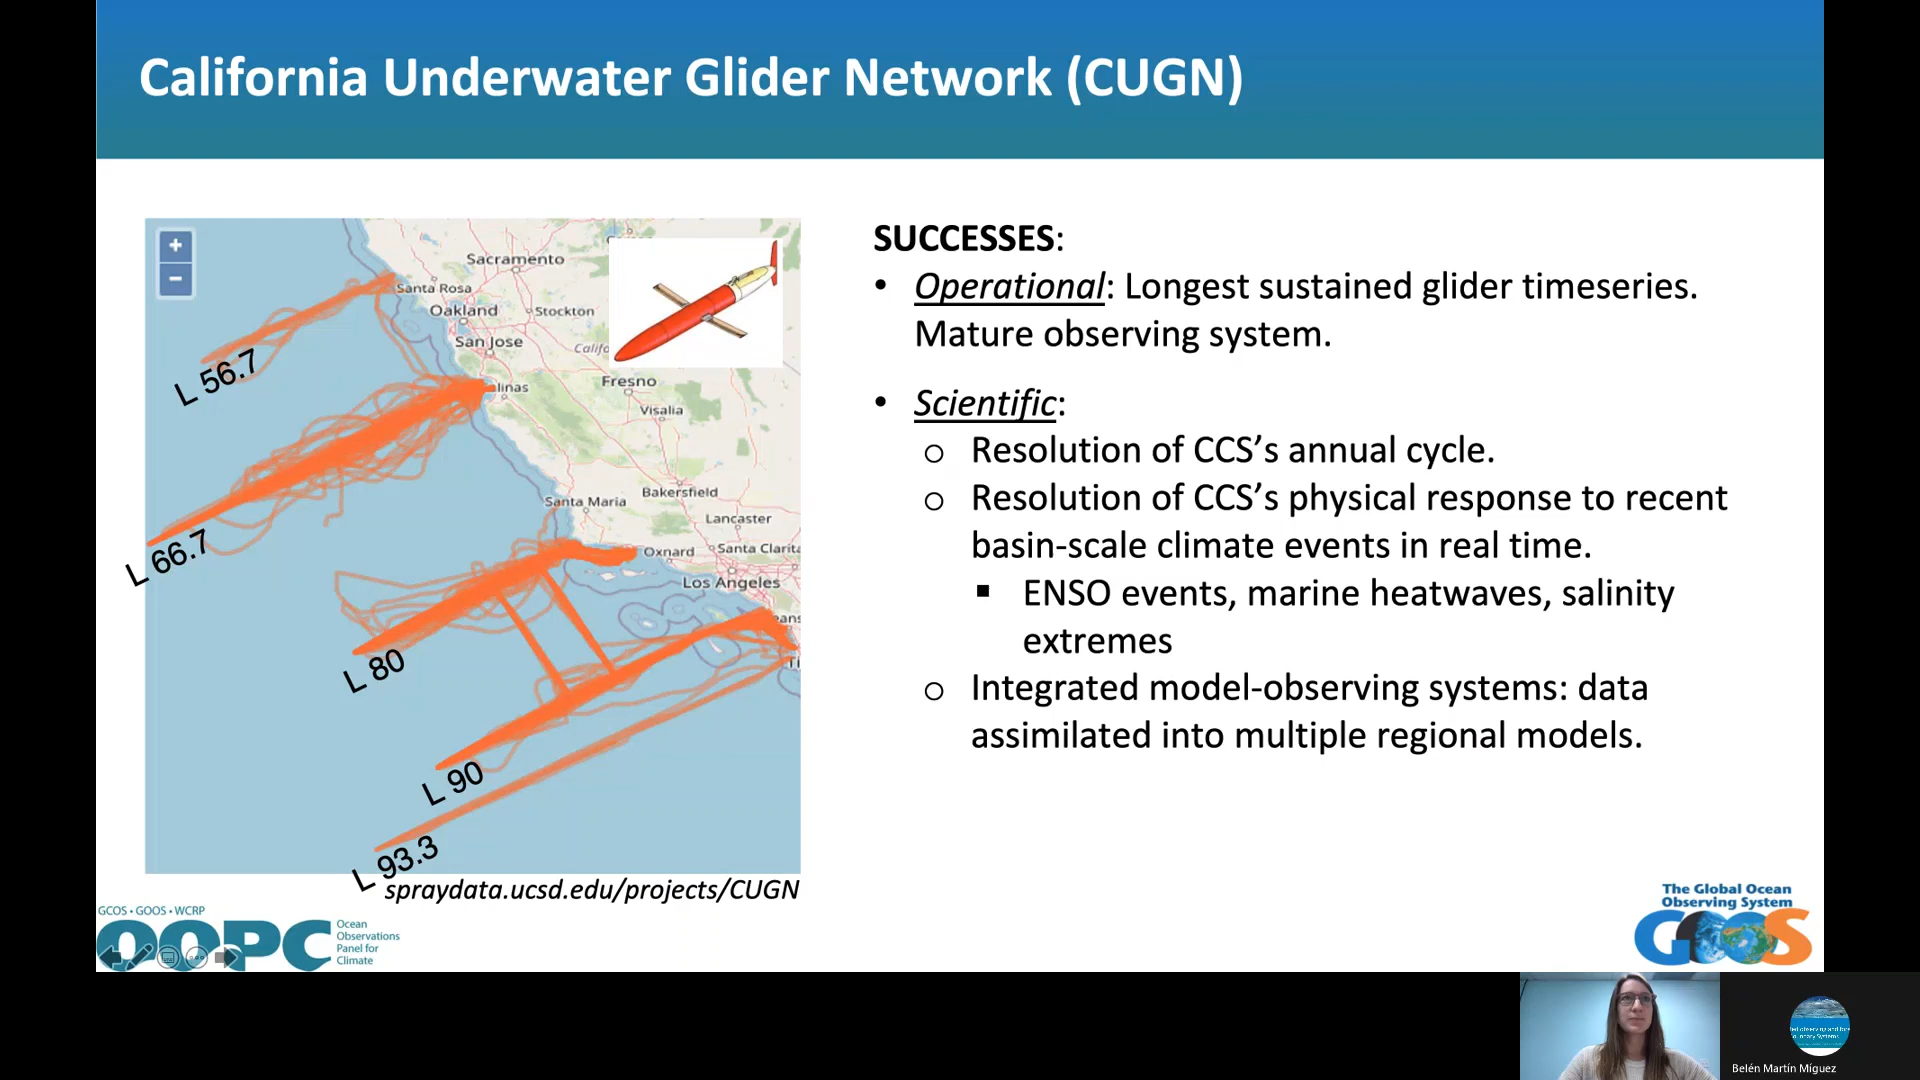 California Underwater Glider Network (CUGN)
+
−
Sacramento
Santa Rosa
Oakland
Stockton
San Jose
Califo
linas
Fresno
Visalia
Santa Maria
Bakersfield
Lancaster
Oxnard
Santa Clarita
Los Angeles
L 56.7
L 66.7
L 80
L 90
L 93.3
spraydata.ucsd.edu/projects/CUGN
SUCCESSES:
• Operational: Longest sustained glider timeseries.
Mature observing system.
• Scientific:
o Resolution of CCS’s annual cycle.
o Resolution of CCS’s physical response to recent
basin-scale climate events in real time.
▪ ENSO events, marine heatwaves, salinity
extremes
o Integrated model-observing systems: data
assimilated into multiple regional models.
GCOS • GOOS • WCRP
OOPC
Ocean
Observations
Panel for
Climate
The Global Ocean
Observing System
GOOS
Belén Martín Míguez